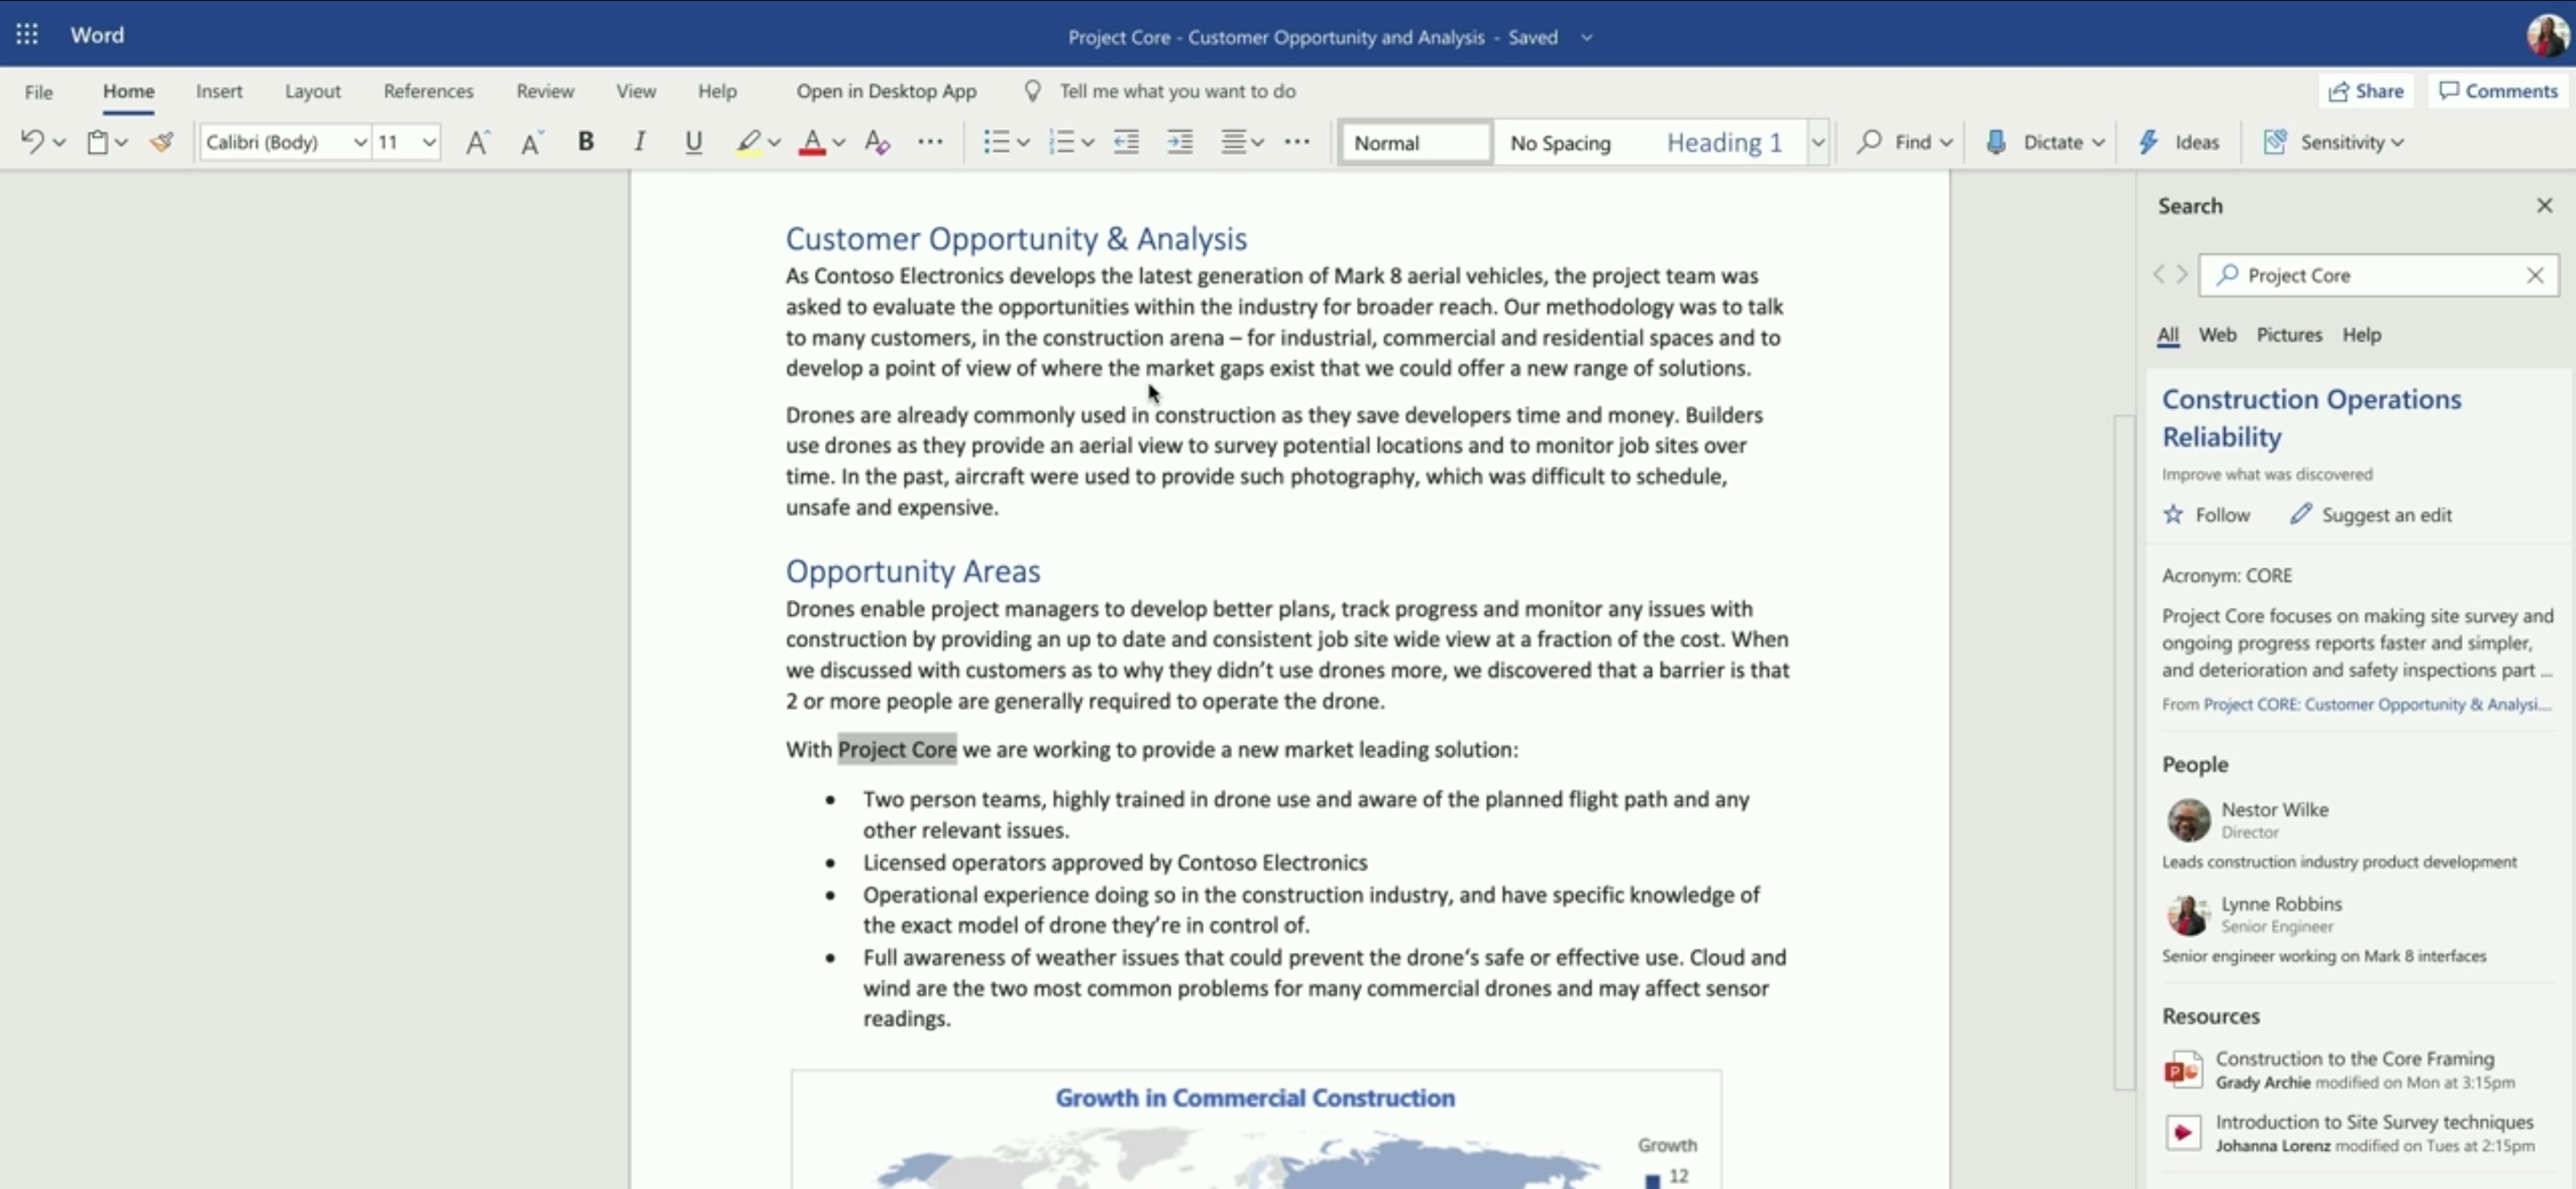 Word
Project Core - Customer Opportunity and Analysis - Saved
File Home Insert Layout References Review View Help Open in Desktop App Tell me what you want to do Share Comments
Calibri (Body) 11 A A B I U A A ... ... Normal No Spacing Heading 1 Find Dictate Ideas Sensitivity
Customer Opportunity & Analysis
As Contoso Electronics develops the latest generation of Mark 8 aerial vehicles, the project team was
asked to evaluate the opportunities within the industry for broader reach. Our methodology was to talk
to many customers, in the construction arena – for industrial, commercial and residential spaces and to
develop a point of view of where the market gaps exist that we could offer a new range of solutions.
Drones are already commonly used in construction as they save developers time and money. Builders
use drones as they provide an aerial view to survey potential locations and to monitor job sites over
time. In the past, aircraft were used to provide such photography, which was difficult to schedule,
unsafe and expensive.
Opportunity Areas
Drones enable project managers to develop better plans, track progress and monitor any issues with
construction by providing an up to date and consistent job site wide view at a fraction of the cost. When
we discussed with customers as to why they didn't use drones more, we discovered that a barrier is that
2 or more people are generally required to operate the drone.
With Project Core we are working to provide a new market leading solution:
• Two person teams, highly trained in drone use and aware of the planned flight path and any
other relevant issues.
• Licensed operators approved by Contoso Electronics
• Operational experience doing so in the construction industry, and have specific knowledge of
the exact model of drone they're in control of.
• Full awareness of weather issues that could prevent the drone's safe or effective use. Cloud and
wind are the two most common problems for many commercial drones and may affect sensor
readings.
Growth in Commercial Construction
Growth
12
Search
Project Core
All Web Pictures Help
Construction Operations
Reliability
Improve what was discovered
Follow Suggest an edit
Acronym: CORE
Project Core focuses on making site survey and
ongoing progress reports faster and simpler,
and deterioration and safety inspections part ...
From Project CORE: Customer Opportunity & Analysi...
People
Nestor Wilke
Director
Leads construction industry product development
Lynne Robbins
Senior Engineer
Senior engineer working on Mark 8 interfaces
Resources
Construction to the Core Framing
Grady Archie modified on Mon at 3:15pm
Introduction to Site Survey techniques
Johanna Lorenz modified on Tues at 2:15pm